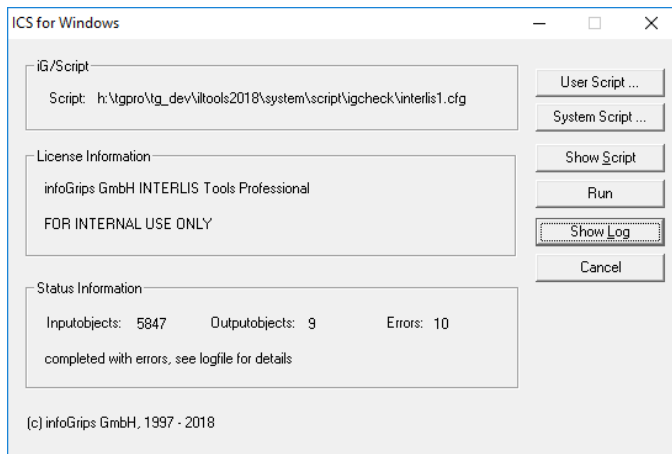 ICS for Windows
iG/Script
Script: h:\tgpro\tg_dev\iltools2018\system\script\igcheck\interlis1.cfg
User Script ...
System Script ...
License Information
infoGrips GmbH INTERLIS Tools Professional
FOR INTERNAL USE ONLY
Show Script
Run
Show Log
Cancel
Status Information
Inputobjects: 5847 Outputobjects: 9 Errors: 10
completed with errors, see logfile for details
(c) infoGrips GmbH, 1997 - 2018